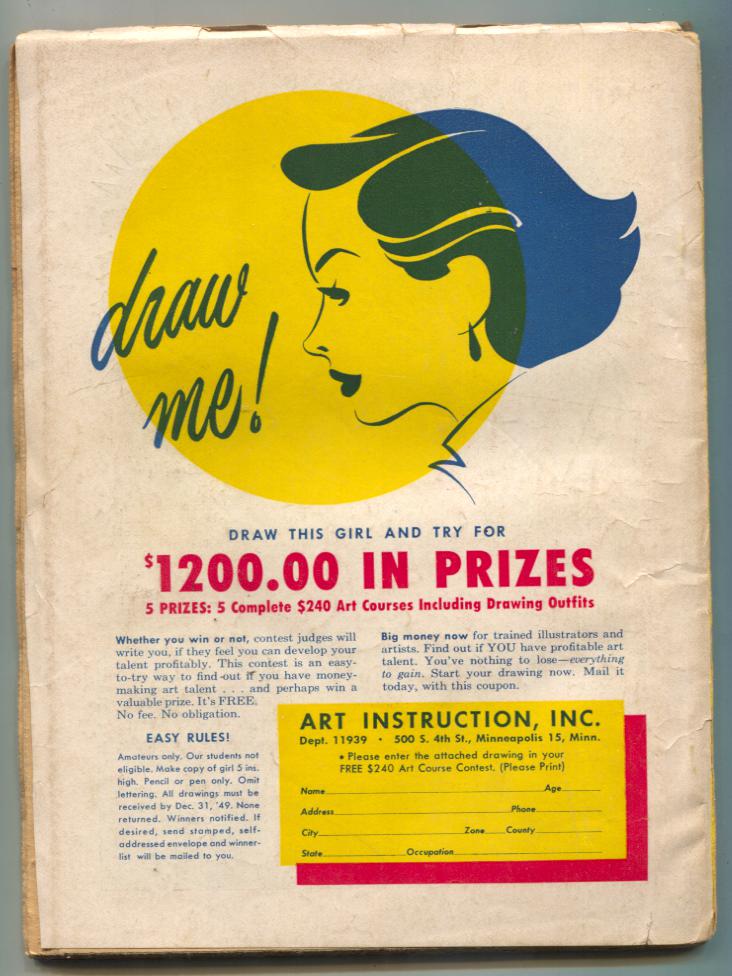 draw
me!
DRAW THIS GIRL AND TRY FOR
$1200.00 IN PRIZES
5 PRIZES: 5 Complete $240 Art Courses Including Drawing Outfits
Whether you win or not, contest judges will
write you, if they feel you can develop your
talent profitably. This contest is an easy-
to-try way to find out if you have money-
making art talent . . . and perhaps win a
valuable prize. It's FREE.
No fee. No obligation.
Big money now for trained illustrators and
artists. Find out if YOU have profitable art
talent. You've nothing to lose—everything
to gain. Start your drawing now. Mail it
today, with this coupon.
EASY RULES!
Amateurs only. Our students not
eligible. Make copy of girl 5 ins.
high. Pencil or pen only. Omit
lettering. All drawings must be
received by Dec. 31, '49. None
returned. Winners notified. If
desired, send stamped, self-
addressed envelope and winner-
list will be mailed to you.
ART INSTRUCTION, INC.
Dept. 11939 • 500 S. 4th St., Minneapolis 15, Minn.
• Please enter the attached drawing in your
FREE $240 Art Course Contest. (Please Print)
Name Age
Address Phone
City Zone County
State Occupation